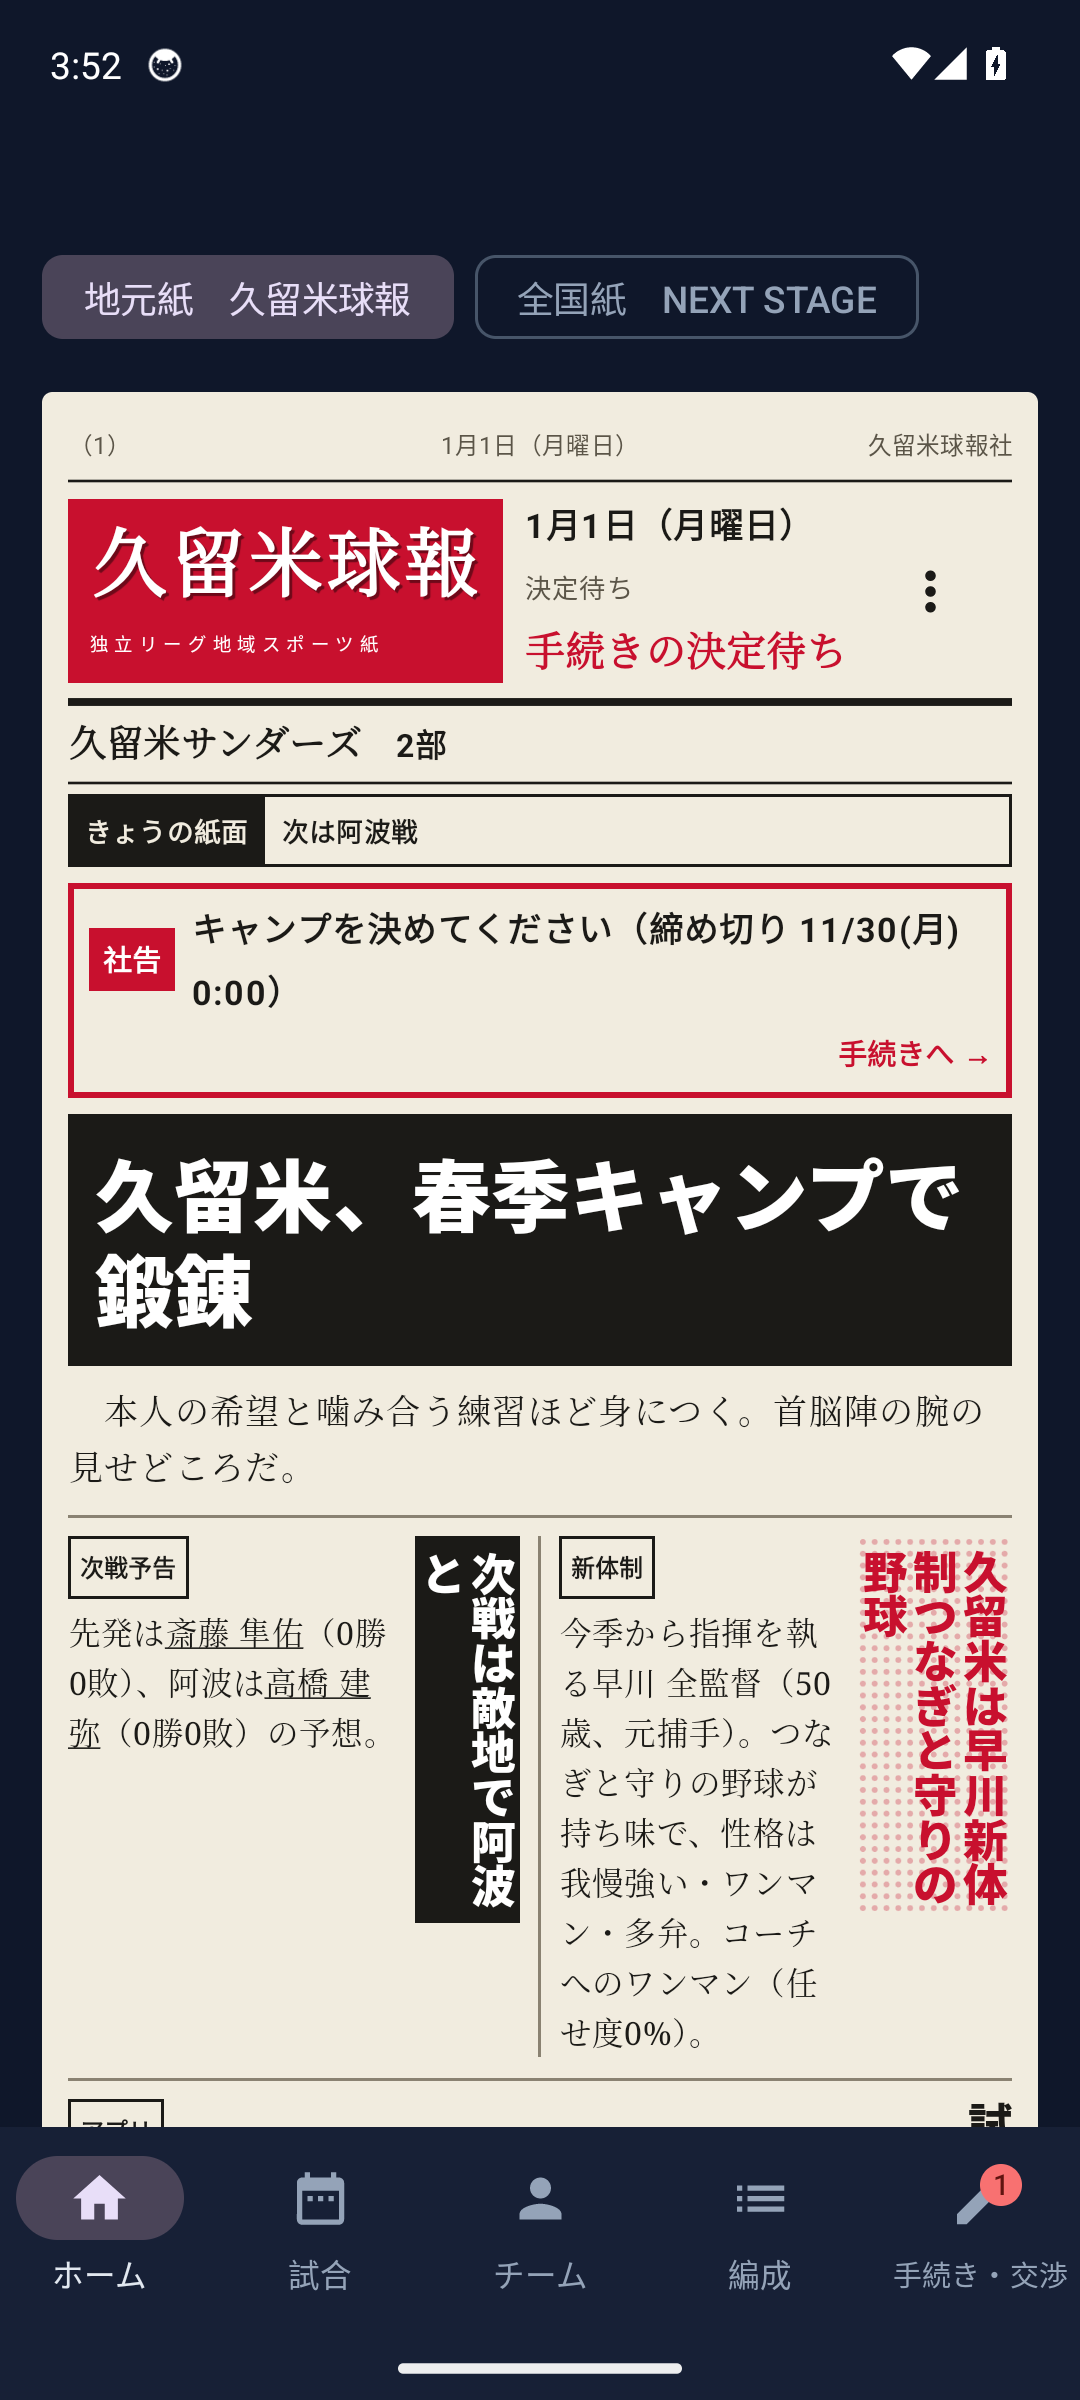 3:52
地元紙　久留米球報
全国紙　NEXT STAGE
（1）
1月1日（月曜日）
久留米球報社
久留米球報
独立リーグ地域スポーツ紙
1月1日（月曜日）
決定待ち
手続きの決定待ち
久留米サンダーズ　2部
きょうの紙面
次は阿波戦
社告
キャンプを決めてください（締め切り 11/30(月)
0:00）
手続きへ →
久留米、春季キャンプで
鍛錬
本人の希望と噛み合う練習ほど身につく。首脳陣の腕の
見せどころだ。
次戦予告
次戦は敵地で阿波
と
先発は斎藤 隼佑（0勝
0敗）、阿波は高橋 建
弥（0勝0敗）の予想。
新体制
久留米は早川新体
制つなぎと守りの
野球
今季から指揮を執
る早川 全監督（50
歳、元捕手）。つな
ぎと守りの野球が
持ち味で、性格は
我慢強い・ワンマ
ン・多弁。コーチ
へのワンマン（任
せ度0%）。
ホーム
試合
チーム
編成
1
手続き・交渉